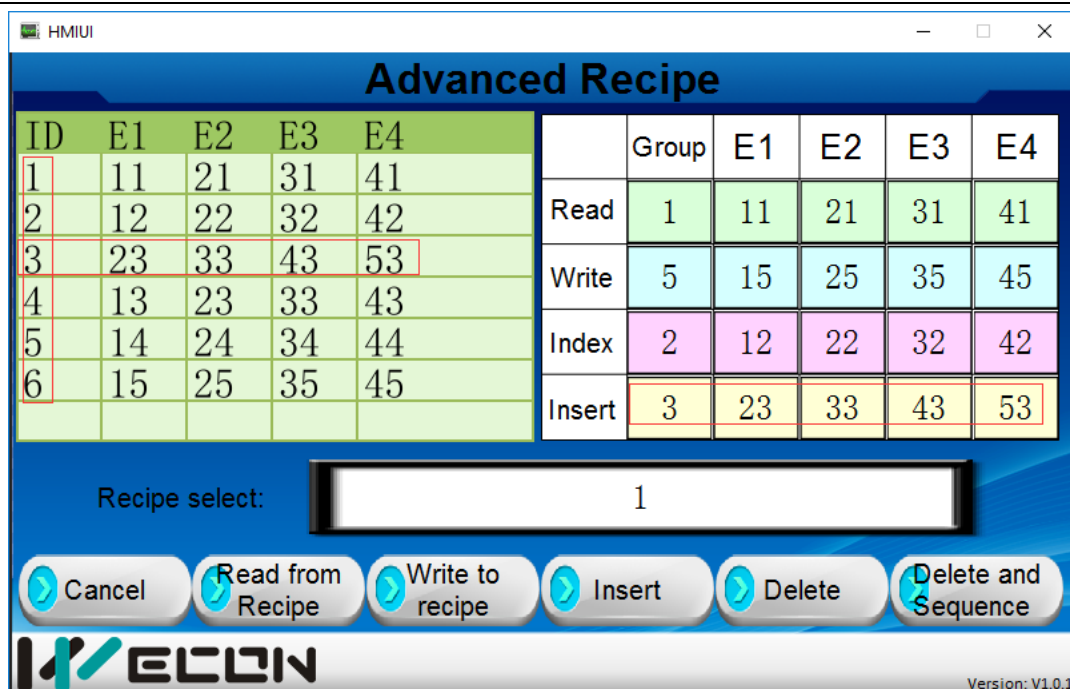 HMIUI
Advanced Recipe
ID E1 E2 E3 E4
1 11 21 31 41
2 12 22 32 42
3 23 33 43 53
4 13 23 33 43
5 14 24 34 44
6 15 25 35 45
Group E1 E2 E3 E4
Read 1 11 21 31 41
Write 5 15 25 35 45
Index 2 12 22 32 42
Insert 3 23 33 43 53
Recipe select: 1
Cancel
Read from
Recipe
Write to
recipe
Insert
Delete
Delete and
Sequence
WECON
Version: V1.0.1